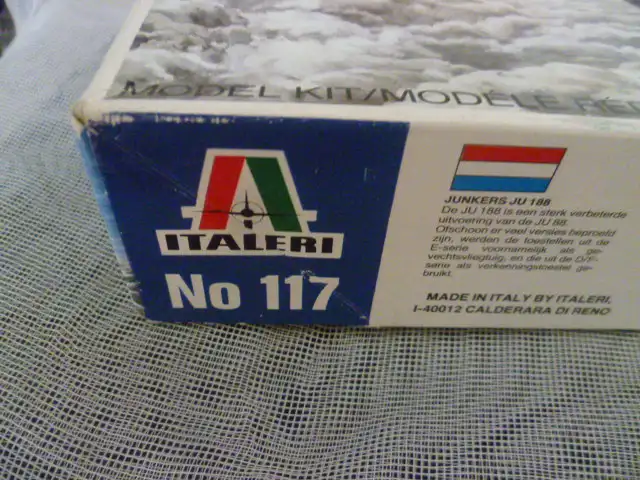 MODEL KIT/MODÈLE RÉ
ITALERI
No 117
JUNKERS JU 188
De JU 188 is een sterk verbeterde
uitvoering van de JU 88.
Ofschoon er veel versies beproefd
zijn, werden de toestellen uit de
E-serie voornamelijk als ge-
vechtsvliegtuig, en die uit de D/F-
serie als verkenningstoestel ge-
bruikt.
MADE IN ITALY BY ITALERI,
I-40012 CALDERARA DI RENO